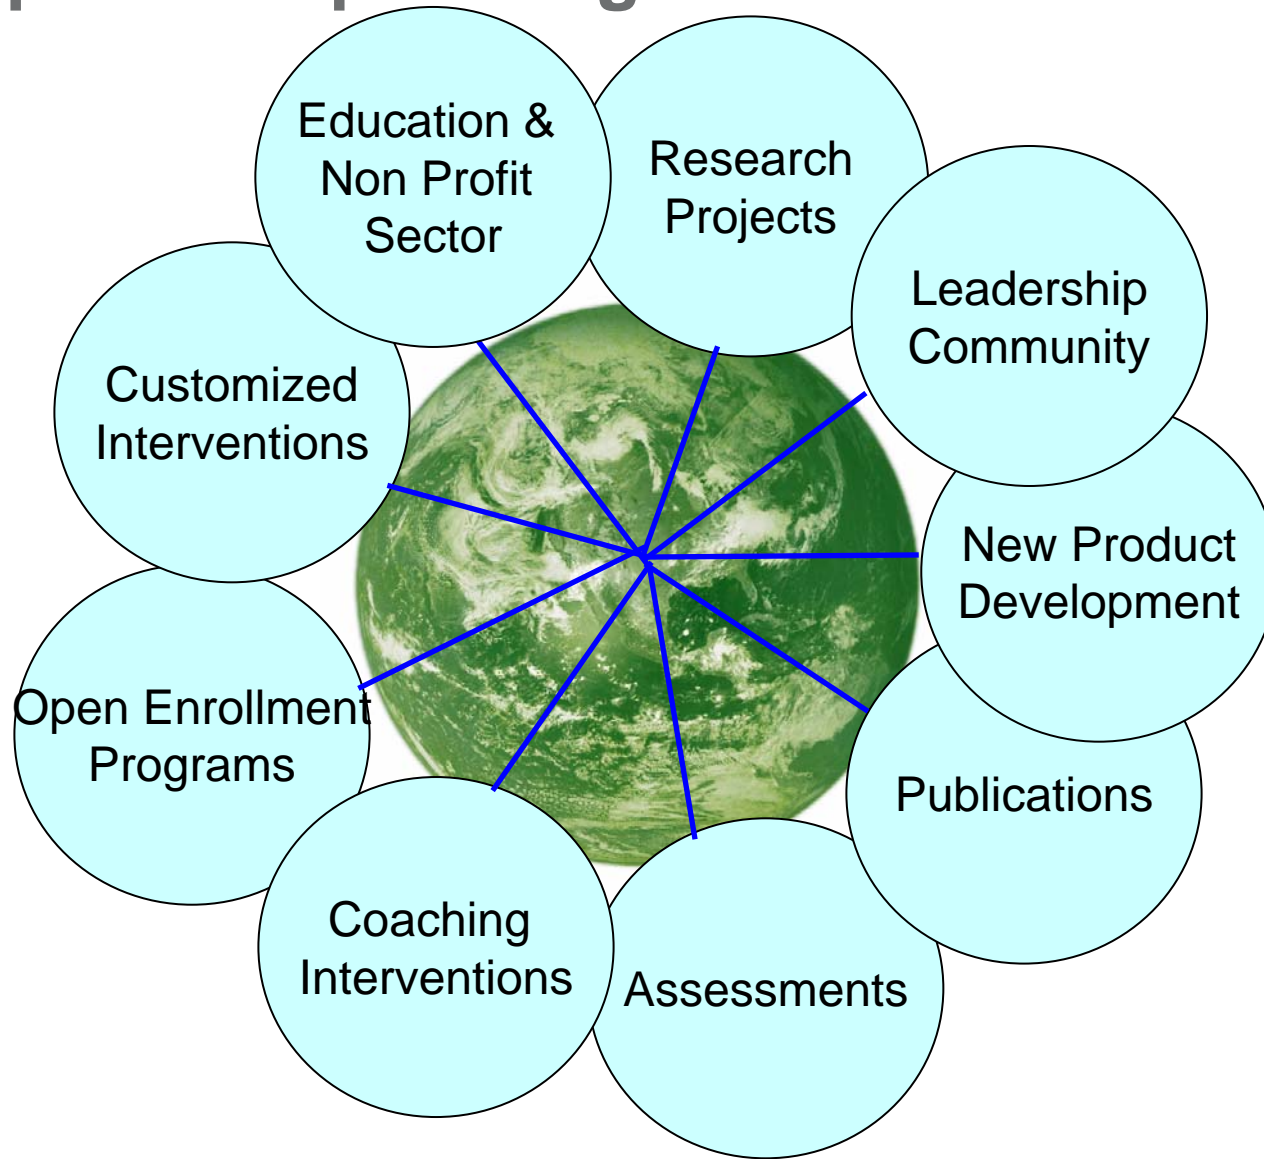 Education &
Non Profit
Sector
Research
Projects
Leadership
Community
Customized
Interventions
New Product
Development
Open Enrollment
Programs
Publications
Coaching
Interventions
Assessments